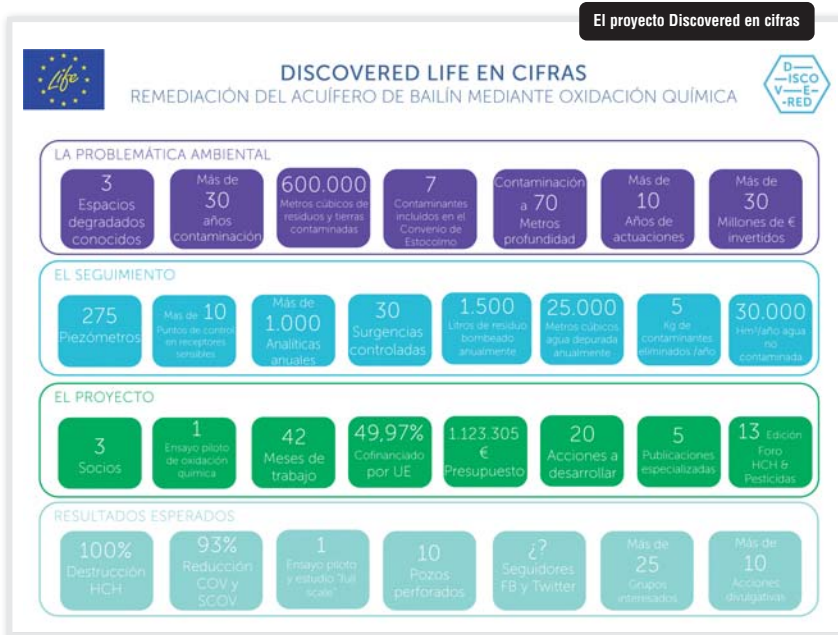 El proyecto Discovered en cifras
Life
DISCOVERED LIFE EN CIFRAS
REMEDIACIÓN DEL ACUÍFERO DE BAILÍN MEDIANTE OXIDACIÓN QUÍMICA
D—
—ISCO
V—E—
-RED
LA PROBLEMÁTICA AMBIENTAL
3
Espacios
degradados
conocidos
Más de
30
años
contaminación
600.000
Metros cúbicos de
residuos y tierras
contaminadas
7
Contaminantes
incluidos en el
Convenio de
Estocolmo
Contaminación
a 70
Metros
profundidad
Más de
10
Años de
actuaciones
Más de
30
Millones de €
invertidos
EL SEGUIMIENTO
275
Piezómetros
Mas de 10
Puntos de control
en receptores
sensibles
Más de
1.000
Analíticas
anuales
30
Surgencias
controladas
1.500
Litros de residuo
bombeado
anualmente
25.000
Metros cúbicos
agua depurada
anualmente
5
Kg de
contaminantes
eliminados /año
30.000
Hm³/año agua
no
contaminada
EL PROYECTO
3
Socios
1
Ensayo piloto
de oxidación
química
42
Meses de
trabajo
49,97%
Cofinanciado
por UE
1.123.305
€
Presupuesto
20
Acciones a
desarrollar
5
Publicaciones
especializadas
13 Edición
Foro
HCH &
Pesticidas
RESULTADOS ESPERADOS
100%
Destrucción
HCH
93%
Reducción
COV y
SCOV
1
Ensayo piloto
y estudio "full
scale"
10
Pozos
perforados
¿?
Seguidores
FB y Twitter
Más de
25
Grupos
interesados
Más de
10
Acciones
divulgativas